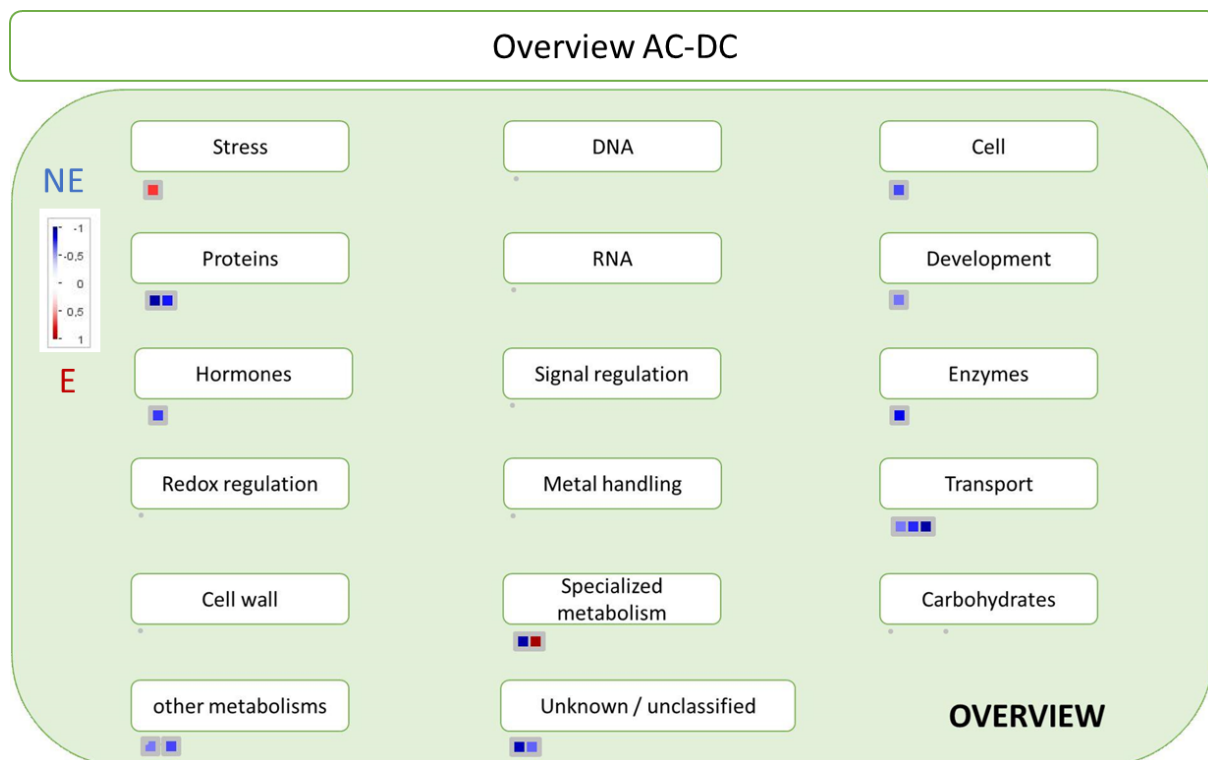 Overview AC-DC
Stress
DNA
Cell
NE
-1
-0,5
0
0,5
1
E
Proteins
RNA
Development
Hormones
Signal regulation
Enzymes
Redox regulation
Metal handling
Transport
Cell wall
Specialized
metabolism
Carbohydrates
other metabolisms
Unknown / unclassified
OVERVIEW